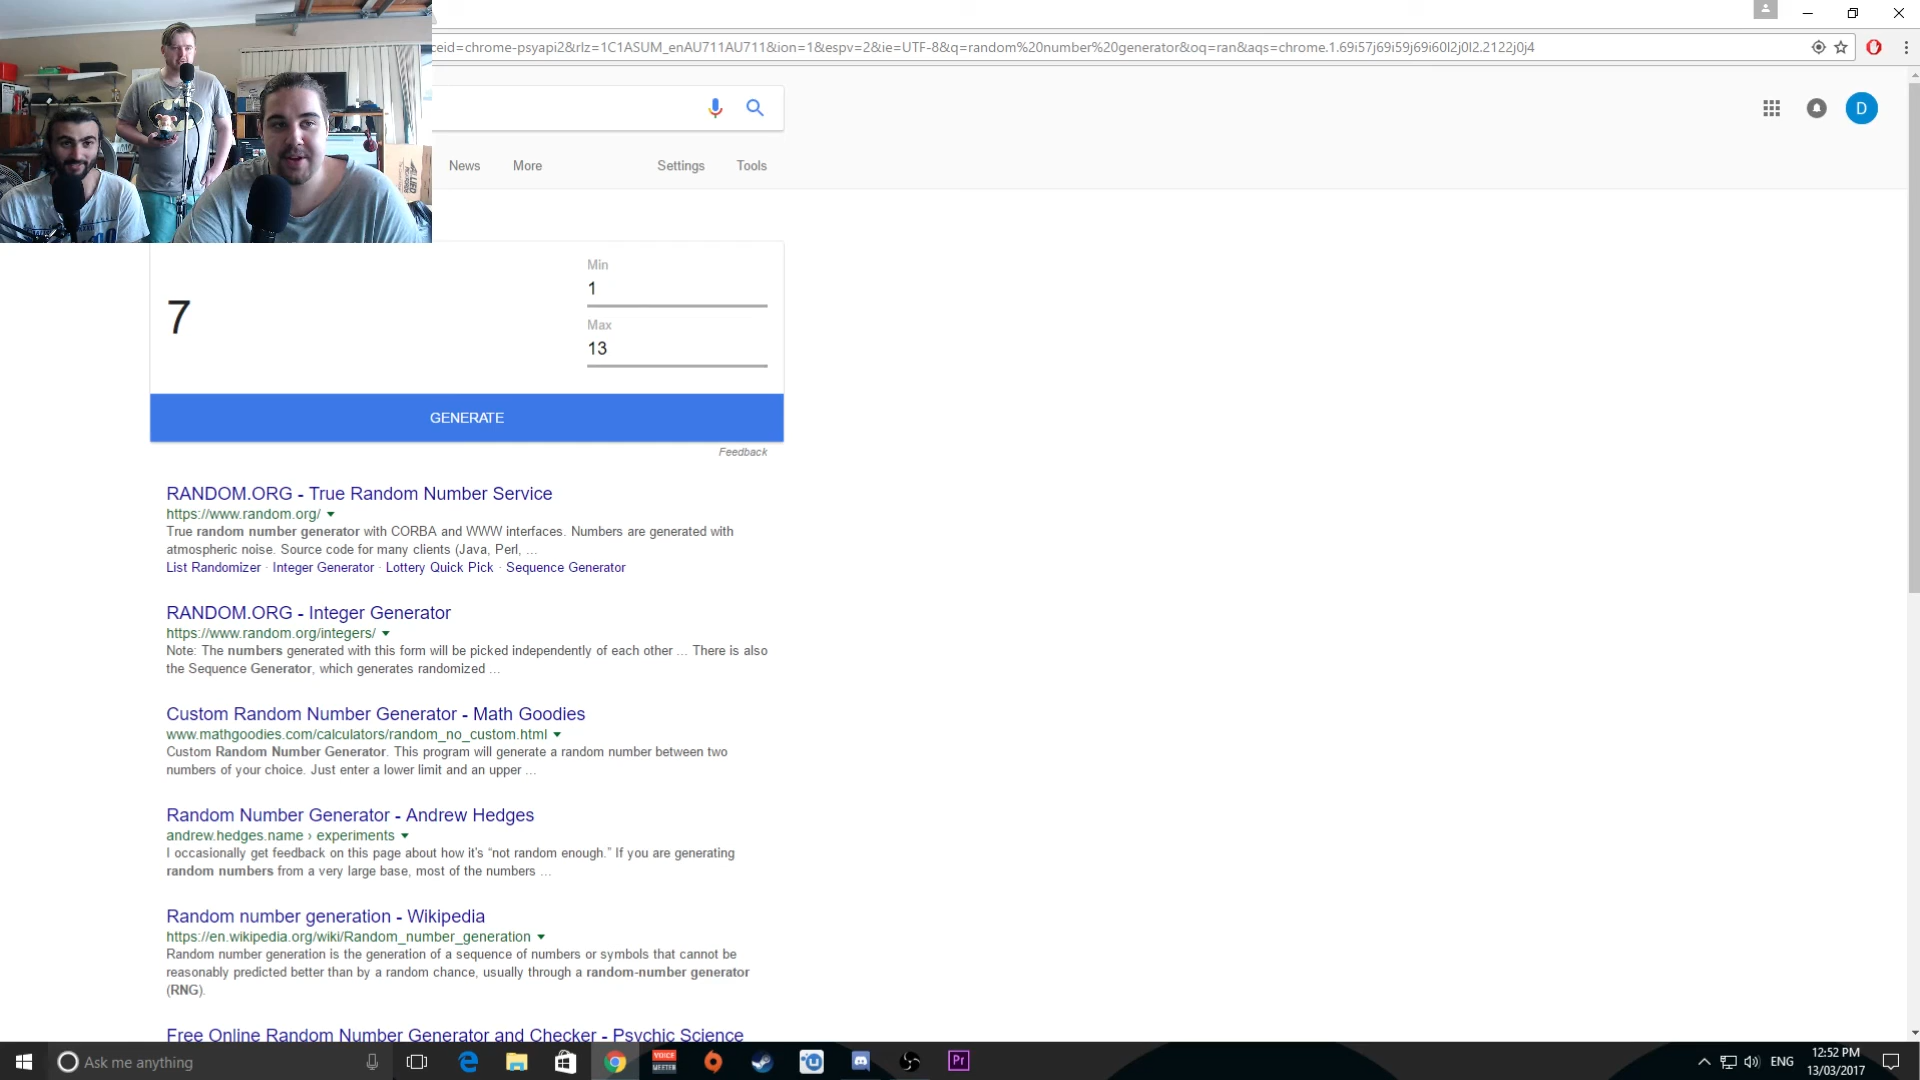 ceid=chrome-psyapi2&rlz=1C1ASUM_enAU711AU711&ion=1&espv=2&ie=UTF-8&q=random%20number%20generator&oq=ran&aqs=chrome.1.69i57j69i59j69i60l2j0l2.2122j0j4
D
News More Settings Tools
7
Min
1
Max
13
GENERATE
Feedback
RANDOM.ORG - True Random Number Service
https://www.random.org/
True random number generator with CORBA and WWW interfaces. Numbers are generated with
atmospheric noise. Source code for many clients (Java, Perl, ...
List Randomizer · Integer Generator · Lottery Quick Pick · Sequence Generator
RANDOM.ORG - Integer Generator
https://www.random.org/integers/
Note: The numbers generated with this form will be picked independently of each other ... There is also
the Sequence Generator, which generates randomized ...
Custom Random Number Generator - Math Goodies
www.mathgoodies.com/calculators/random_no_custom.html
Custom Random Number Generator. This program will generate a random number between two
numbers of your choice. Just enter a lower limit and an upper ...
Random Number Generator - Andrew Hedges
andrew.hedges.name › experiments
I occasionally get feedback on this page about how it's “not random enough.” If you are generating
random numbers from a very large base, most of the numbers ...
Random number generation - Wikipedia
https://en.wikipedia.org/wiki/Random_number_generation
Random number generation is the generation of a sequence of numbers or symbols that cannot be
reasonably predicted better than by a random chance, usually through a random-number generator
(RNG).
Free Online Random Number Generator and Checker - Psychic Science
Ask me anything
VOICE
MEETER
Pr
ENG
12:52 PM
13/03/2017